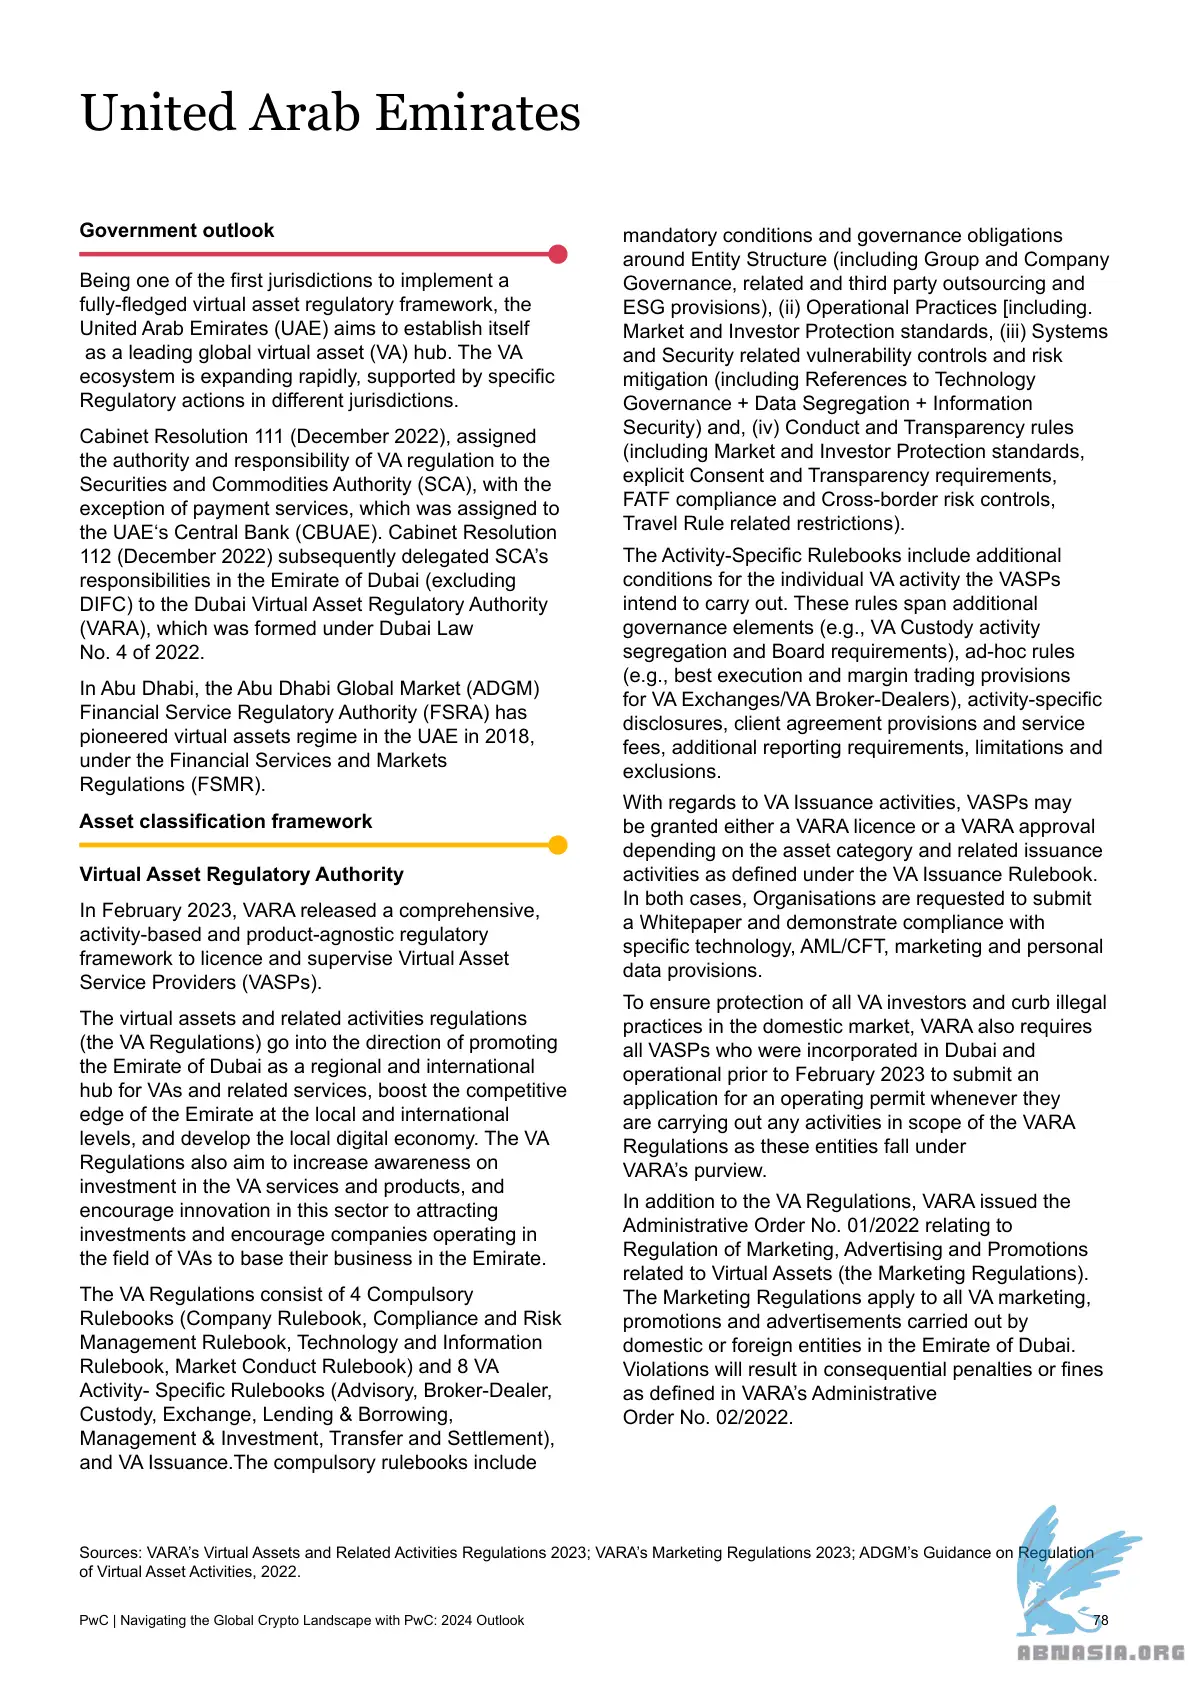 United Arab Emirates
Government outlook
Being one of the first jurisdictions to implement a
fully-fledged virtual asset regulatory framework, the
United Arab Emirates (UAE) aims to establish itself
as a leading global virtual asset (VA) hub. The VA
ecosystem is expanding rapidly, supported by specific
Regulatory actions in different jurisdictions.
Cabinet Resolution 111 (December 2022), assigned
the authority and responsibility of VA regulation to the
Securities and Commodities Authority (SCA), with the
exception of payment services, which was assigned to
the UAE‘s Central Bank (CBUAE). Cabinet Resolution
112 (December 2022) subsequently delegated SCA’s
responsibilities in the Emirate of Dubai (excluding
DIFC) to the Dubai Virtual Asset Regulatory Authority
(VARA), which was formed under Dubai Law
No. 4 of 2022.
In Abu Dhabi, the Abu Dhabi Global Market (ADGM)
Financial Service Regulatory Authority (FSRA) has
pioneered virtual assets regime in the UAE in 2018,
under the Financial Services and Markets
Regulations (FSMR).
Asset classification framework
Virtual Asset Regulatory Authority
In February 2023, VARA released a comprehensive,
activity-based and product-agnostic regulatory
framework to licence and supervise Virtual Asset
Service Providers (VASPs).
The virtual assets and related activities regulations
(the VA Regulations) go into the direction of promoting
the Emirate of Dubai as a regional and international
hub for VAs and related services, boost the competitive
edge of the Emirate at the local and international
levels, and develop the local digital economy. The VA
Regulations also aim to increase awareness on
investment in the VA services and products, and
encourage innovation in this sector to attracting
investments and encourage companies operating in
the field of VAs to base their business in the Emirate.
The VA Regulations consist of 4 Compulsory
Rulebooks (Company Rulebook, Compliance and Risk
Management Rulebook, Technology and Information
Rulebook, Market Conduct Rulebook) and 8 VA
Activity- Specific Rulebooks (Advisory, Broker-Dealer,
Custody, Exchange, Lending & Borrowing,
Management & Investment, Transfer and Settlement),
and VA Issuance.The compulsory rulebooks include
mandatory conditions and governance obligations
around Entity Structure (including Group and Company
Governance, related and third party outsourcing and
ESG provisions), (ii) Operational Practices [including.
Market and Investor Protection standards, (iii) Systems
and Security related vulnerability controls and risk
mitigation (including References to Technology
Governance + Data Segregation + Information
Security) and, (iv) Conduct and Transparency rules
(including Market and Investor Protection standards,
explicit Consent and Transparency requirements,
FATF compliance and Cross-border risk controls,
Travel Rule related restrictions).
The Activity-Specific Rulebooks include additional
conditions for the individual VA activity the VASPs
intend to carry out. These rules span additional
governance elements (e.g., VA Custody activity
segregation and Board requirements), ad-hoc rules
(e.g., best execution and margin trading provisions
for VA Exchanges/VA Broker-Dealers), activity-specific
disclosures, client agreement provisions and service
fees, additional reporting requirements, limitations and
exclusions.
With regards to VA Issuance activities, VASPs may
be granted either a VARA licence or a VARA approval
depending on the asset category and related issuance
activities as defined under the VA Issuance Rulebook.
In both cases, Organisations are requested to submit
a Whitepaper and demonstrate compliance with
specific technology, AML/CFT, marketing and personal
data provisions.
To ensure protection of all VA investors and curb illegal
practices in the domestic market, VARA also requires
all VASPs who were incorporated in Dubai and
operational prior to February 2023 to submit an
application for an operating permit whenever they
are carrying out any activities in scope of the VARA
Regulations as these entities fall under
VARA’s purview.
In addition to the VA Regulations, VARA issued the
Administrative Order No. 01/2022 relating to
Regulation of Marketing, Advertising and Promotions
related to Virtual Assets (the Marketing Regulations).
The Marketing Regulations apply to all VA marketing,
promotions and advertisements carried out by
domestic or foreign entities in the Emirate of Dubai.
Violations will result in consequential penalties or fines
as defined in VARA’s Administrative
Order No. 02/2022.
Sources: VARA’s Virtual Assets and Related Activities Regulations 2023; VARA’s Marketing Regulations 2023; ADGM’s Guidance on Regulation
of Virtual Asset Activities, 2022.
PwC | Navigating the Global Crypto Landscape with PwC: 2024 Outlook
78
ABNASIA.ORG